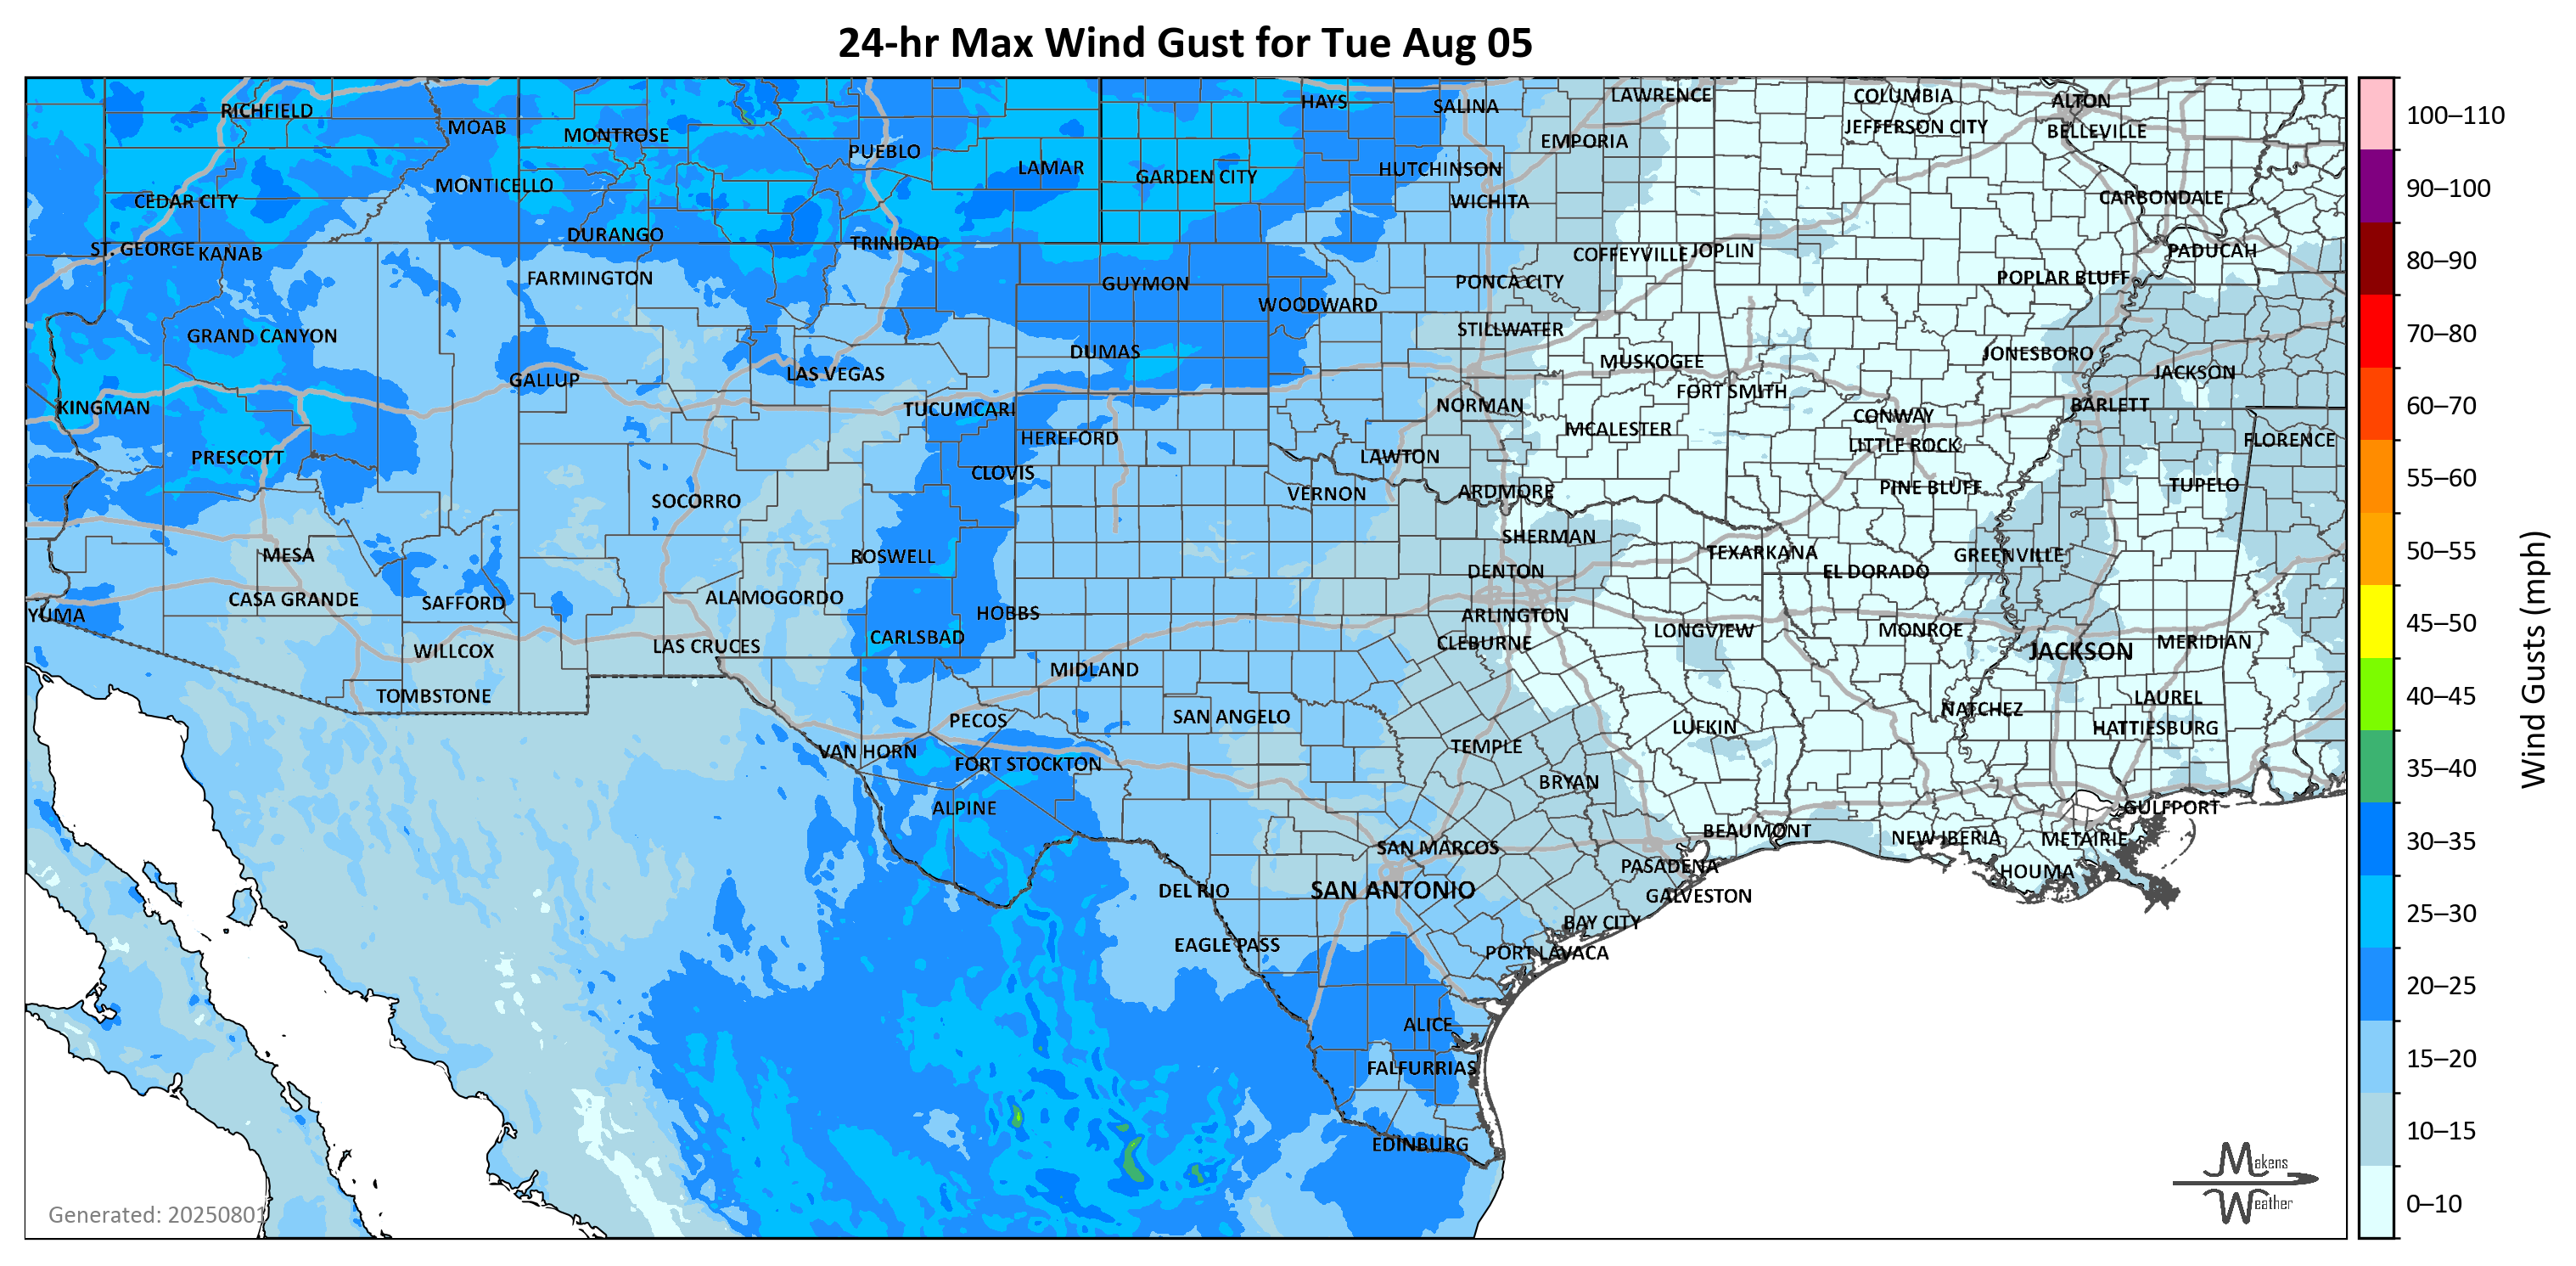 24-hr Max Wind Gust for Tue Aug 05
RICHFIELD
MOAB
MONTROSE
PUEBLO
LAMAR
GARDEN CITY
HAYS
SALINA
HUTCHINSON
WICHITA
EMPORIA
LAWRENCE
COLUMBIA
JEFFERSON CITY
ALTON
BELLEVILLE
CARBONDALE
PADUCAH
CEDAR CITY
MONTICELLO
DURANGO
TRINIDAD
ST. GEORGE
KANAB
FARMINGTON
GUYMON
WOODWARD
PONCA CITY
COFFEYVILLE
JOPLIN
POPLAR BLUFF
GRAND CANYON
GALLUP
LAS VEGAS
DUMAS
STILLWATER
MUSKOGEE
FORT SMITH
JONESBORO
JACKSON
BARLETT
KINGMAN
TUCUMCARI
HEREFORD
NORMAN
MCALESTER
CONWAY
LITTLE ROCK
FLORENCE
PRESCOTT
SOCORRO
CLOVIS
VERNON
LAWTON
ARDMORE
PINE BLUFF
TUPELO
MESA
ROSWELL
SHERMAN
TEXARKANA
GREENVILLE
EL DORADO
DENTON
YUMA
CASA GRANDE
SAFFORD
ALAMOGORDO
HOBBS
ARLINGTON
CARLSBAD
CLEBURNE
LONGVIEW
MONROE
JACKSON
MERIDIAN
WILLCOX
LAS CRUCES
MIDLAND
TOMBSTONE
PECOS
SAN ANGELO
LUFKIN
NATCHEZ
LAUREL
HATTIESBURG
VAN HORN
FORT STOCKTON
TEMPLE
BRYAN
ALPINE
GULFPORT
BEAUMONT
NEW IBERIA
METAIRIE
SAN MARCOS
PASADENA
HOUMA
DEL RIO
SAN ANTONIO
GALVESTON
BAY CITY
EAGLE PASS
PORT LAVACA
ALICE
FALFURRIAS
EDINBURG
Generated: 20250801
Makens
Weather
100–110
90–100
80–90
70–80
60–70
55–60
50–55
45–50
40–45
35–40
30–35
25–30
20–25
15–20
10–15
0–10
Wind Gusts (mph)